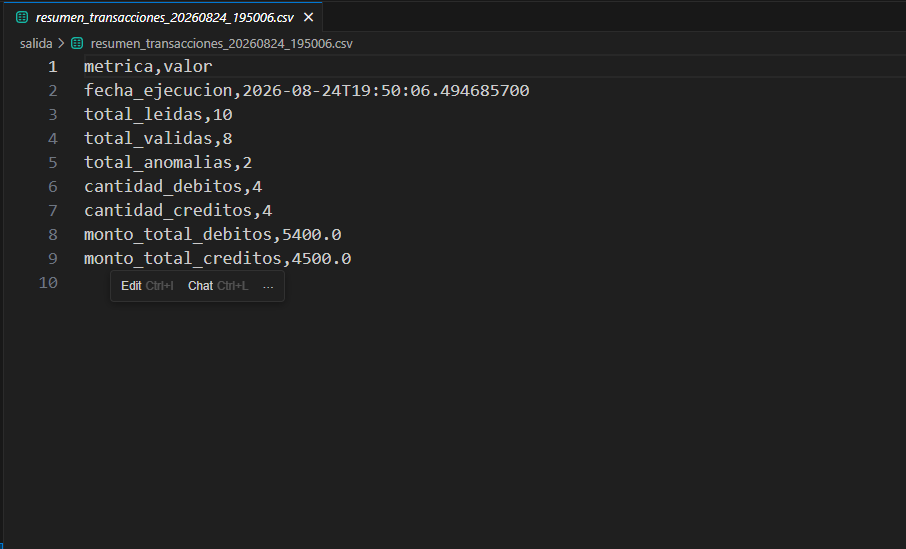 resumen_transacciones_20260824_195006.csv
salida > resumen_transacciones_20260824_195006.csv
1 metrica,valor
2 fecha_ejecucion,2026-08-24T19:50:06.494685700
3 total_leidas,10
4 total_validas,8
5 total_anomalias,2
6 cantidad_debitos,4
7 cantidad_creditos,4
8 monto_total_debitos,5400.0
9 monto_total_creditos,4500.0
10
Edit Ctrl+I Chat Ctrl+L ...